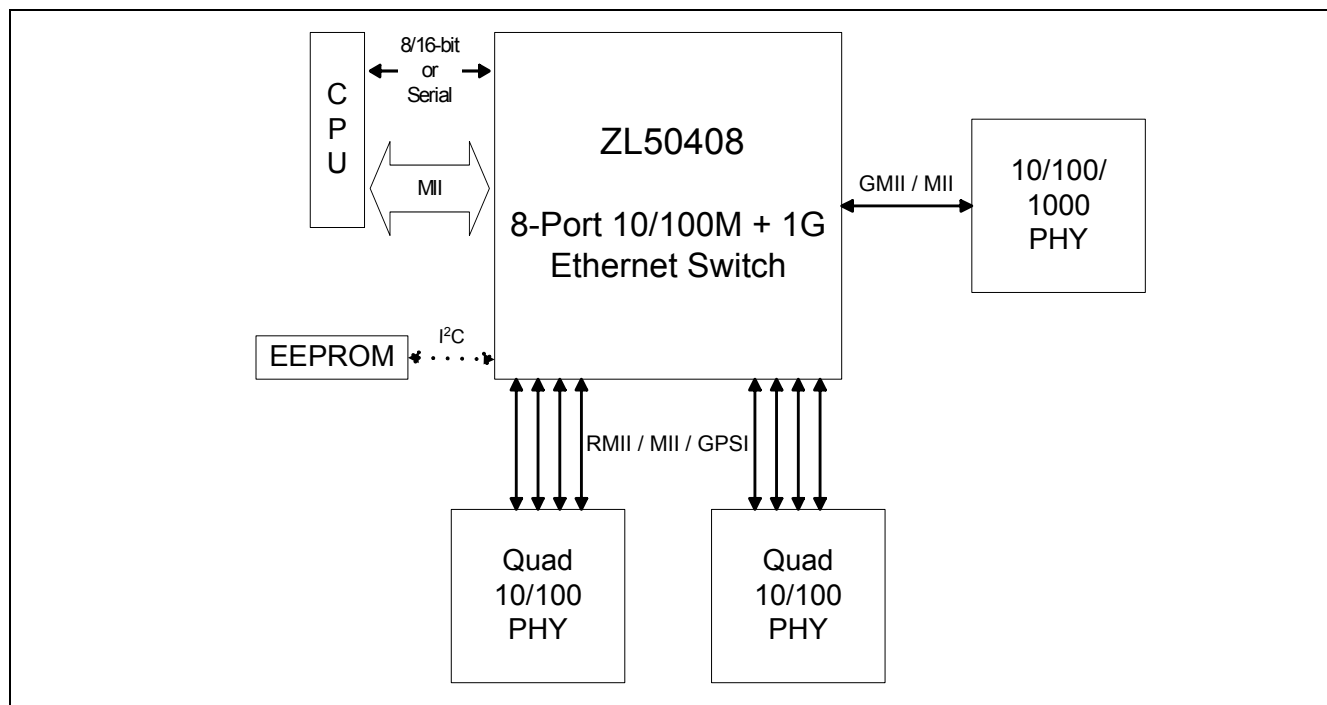 C
P
U
8/16-bit
or
Serial
MII
ZL50408
8-Port 10/100M + 1G
Ethernet Switch
GMII / MII
10/100/
1000
PHY
EEPROM
I²C
RMII / MII / GPSI
Quad
10/100
PHY
Quad
10/100
PHY